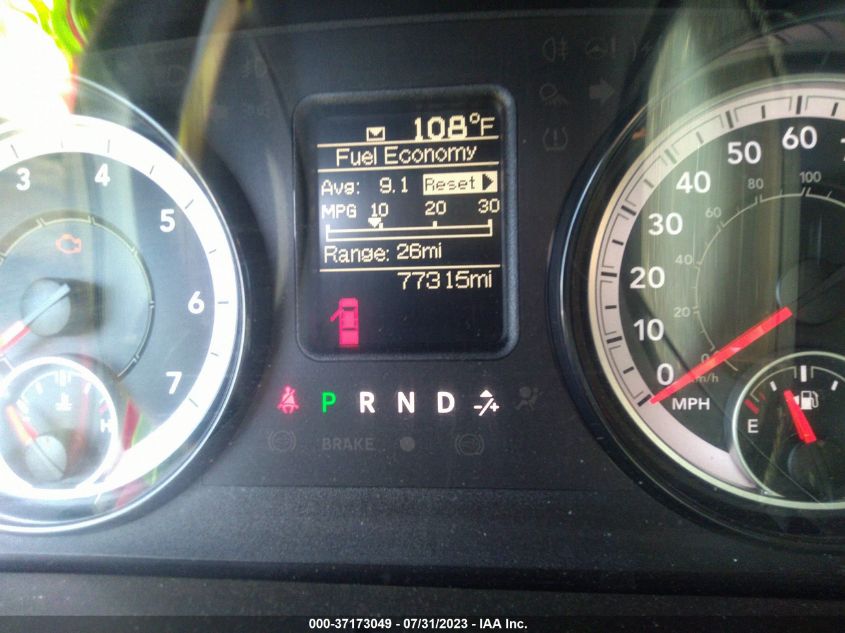 108°F
Fuel Economy
Avg: 9.1 Reset
MPG 10 20 30
Range: 26mi
77315mi
P R N D -/+
BRAKE
3 4 5 6 7
H
0 10 20 30 40 50 60
0 20 40 60 80 100
km/h
MPH
E
000-37173049 - 07/31/2023 - IAA Inc.